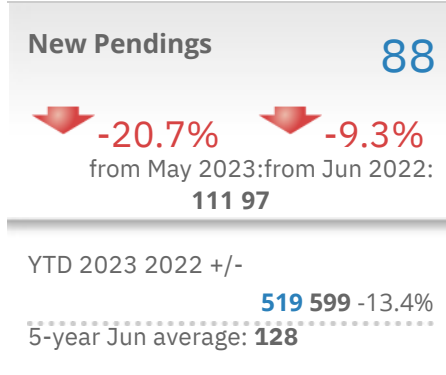 New Pendings 88
-20.7% -9.3%
from May 2023:from Jun 2022:
111 97
YTD 2023 2022 +/-
519 599 -13.4%
5-year Jun average: 128